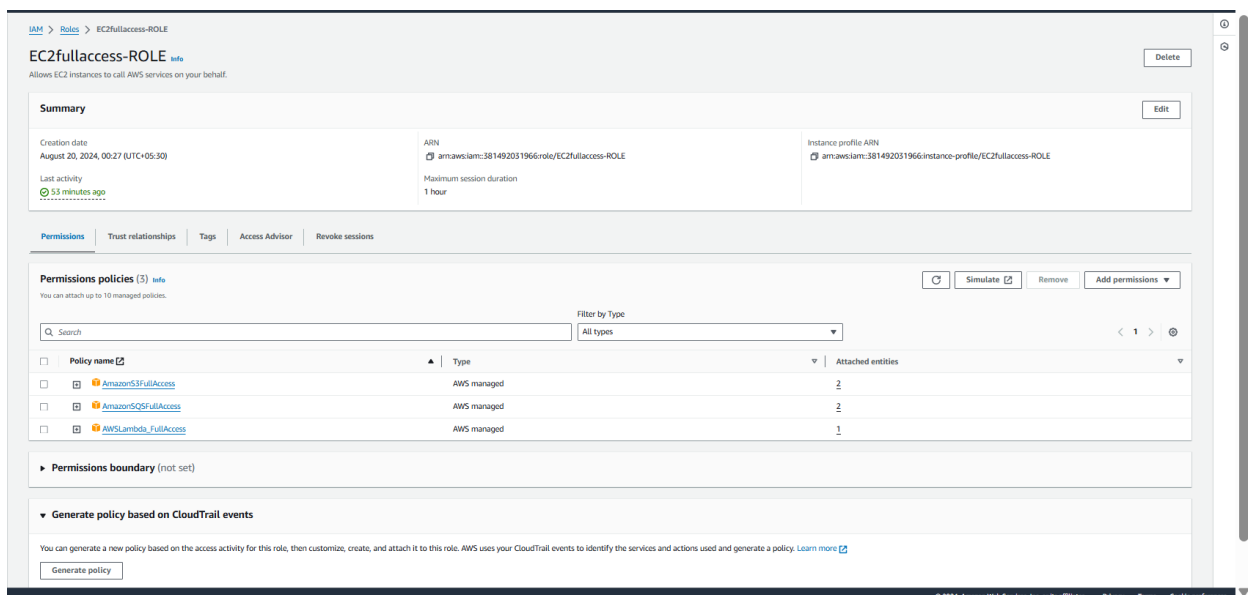 IAM > Roles > EC2fullaccess-ROLE
EC2fullaccess-ROLE Info
Delete
Allows EC2 instances to call AWS services on your behalf.
Summary
Edit
Creation date
August 20, 2024, 00:27 (UTC+05:30)
ARN
arn:aws:iam::381492031966:role/EC2fullaccess-ROLE
Instance profile ARN
arn:aws:iam::381492031966:instance-profile/EC2fullaccess-ROLE
Last activity
53 minutes ago
Maximum session duration
1 hour
Permissions Trust relationships Tags Access Advisor Revoke sessions
Permissions policies (3) Info
Simulate Remove Add permissions
You can attach up to 10 managed policies.
Filter by Type
Search All types 1
Policy name Type Attached entities
AmazonS3FullAccess AWS managed 2
AmazonSQSFullAccess AWS managed 2
AWSLambda_FullAccess AWS managed 1
Permissions boundary (not set)
Generate policy based on CloudTrail events
You can generate a new policy based on the access activity for this role, then customize, create, and attach it to this role. AWS uses your CloudTrail events to identify the services and actions used and generate a policy. Learn more
Generate policy